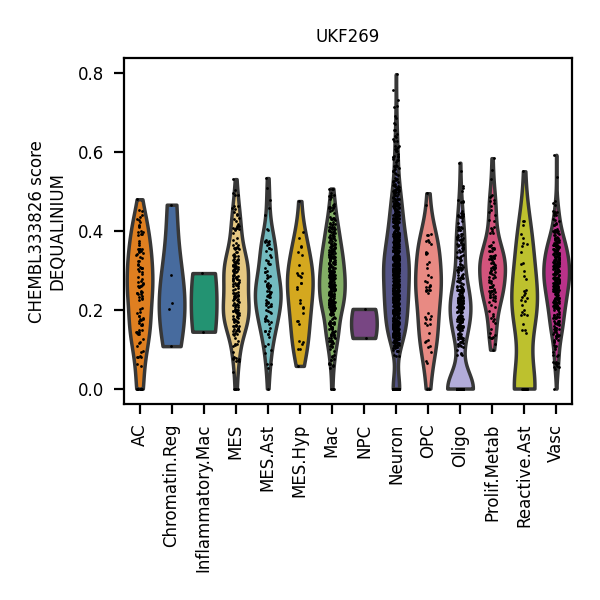 UKF269
CHEMBL333826 score
DEQUALINIUM
0.8
0.6
0.4
0.2
0.0
AC
Chromatin.Reg
Inflammatory.Mac
MES
MES.Ast
MES.Hyp
Mac
NPC
Neuron
OPC
Oligo
Prolif.Metab
Reactive.Ast
Vasc